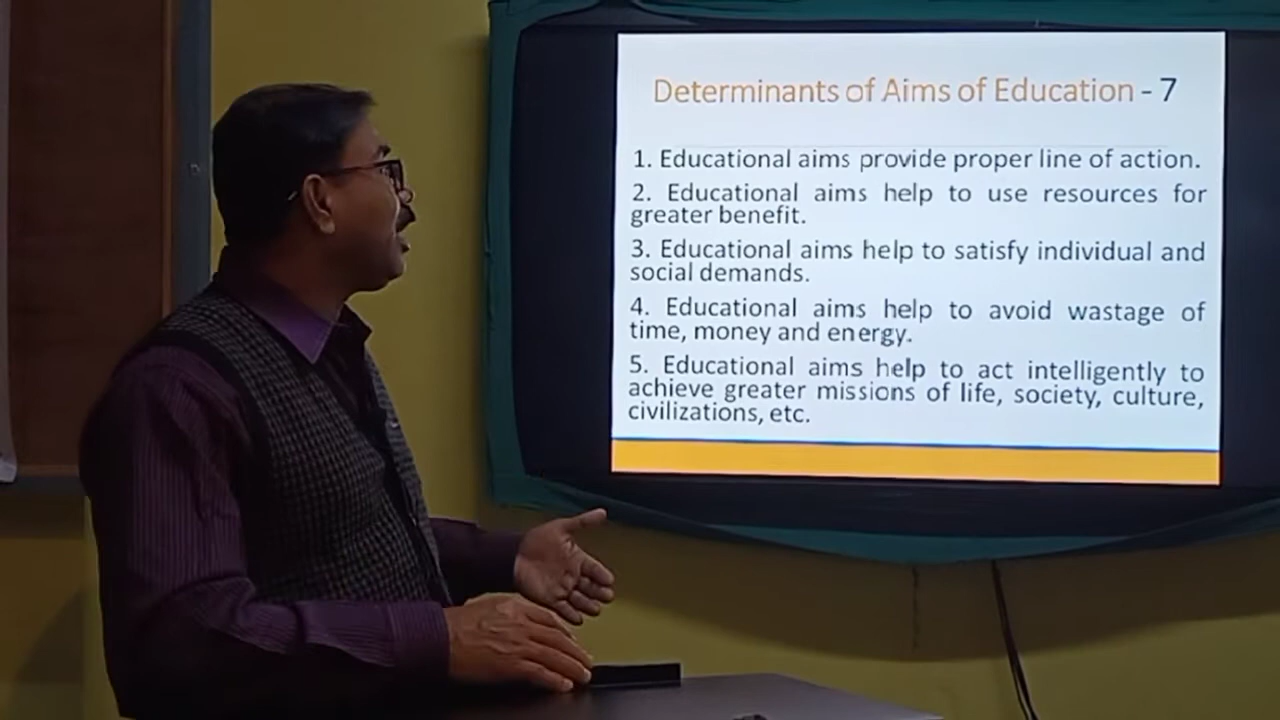 Determinants of Aims of Education - 7
1. Educational aims provide proper line of action.
2. Educational aims help to use resources for
greater benefit.
3. Educational aims help to satisfy individual and
social demands.
4. Educational aims help to avoid wastage of
time, money and energy.
5. Educational aims help to act intelligently to
achieve greater missions of life, society, culture,
civilizations, etc.